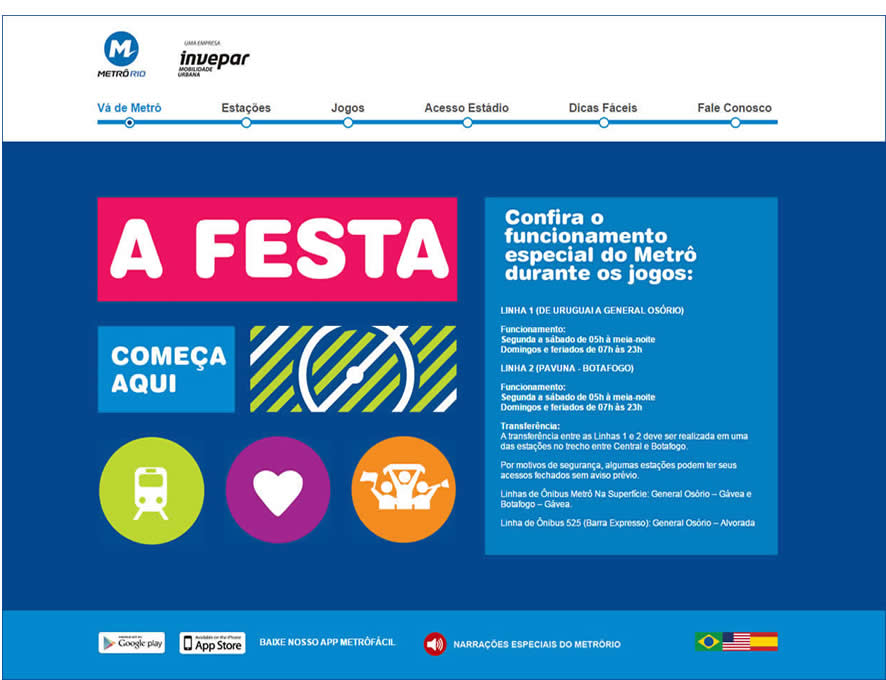 METRÔRIO
UMA EMPRESA
invepar
MOBILIDADE
URBANA
Vá de Metrô
Estações
Jogos
Acesso Estádio
Dicas Fáceis
Fale Conosco
A FESTA
COMEÇA
AQUI
Confira o
funcionamento
especial do Metrô
durante os jogos:
LINHA 1 (DE URUGUAI A GENERAL OSÓRIO)
Funcionamento:
Segunda a sábado de 05h à meia-noite
Domingos e feriados de 07h às 23h
LINHA 2 (PAVUNA - BOTAFOGO)
Funcionamento:
Segunda a sábado de 05h à meia-noite
Domingos e feriados de 07h às 23h
Transferência:
A transferência entre as Linhas 1 e 2 deve ser realizada em uma
das estações no trecho entre Central e Botafogo.
Por motivos de segurança, algumas estações podem ter seus
acessos fechados sem aviso prévio.
Linhas de Ônibus Metrô Na Superfície: General Osório – Gávea e
Botafogo – Gávea.
Linha de Ônibus 525 (Barra Expresso): General Osório – Alvorada
Google play
Available on the iPhone
App Store
BAIXE NOSSO APP METRÔFÁCIL
NARRAÇÕES ESPECIAIS DO METRÔRIO